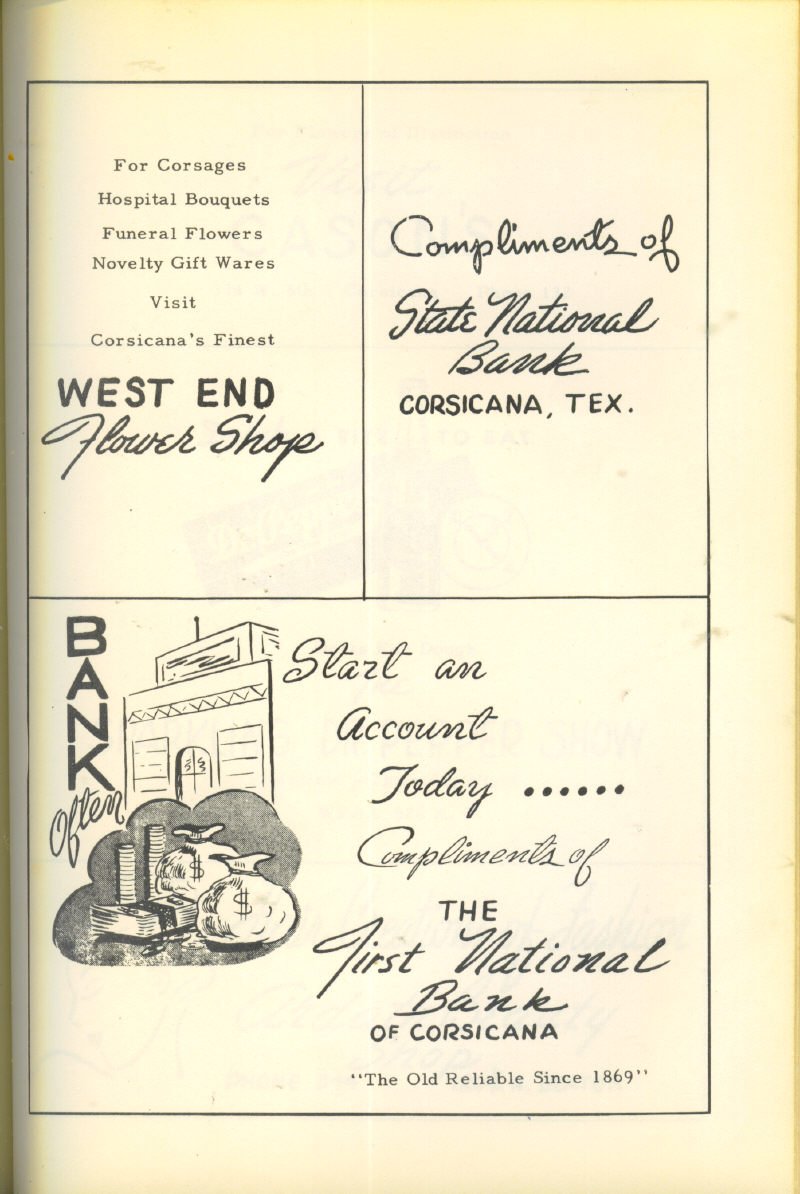 For Corsages
Hospital Bouquets
Funeral Flowers
Novelty Gift Wares
Visit
Corsicana's Finest
WEST END
Flower Shop
Compliments of
State National
Bank
CORSICANA, TEX.
BANK
Often
$
$
Start an
Account
Today ......
Compliments of
THE
First National
Bank
OF CORSICANA
"The Old Reliable Since 1869"